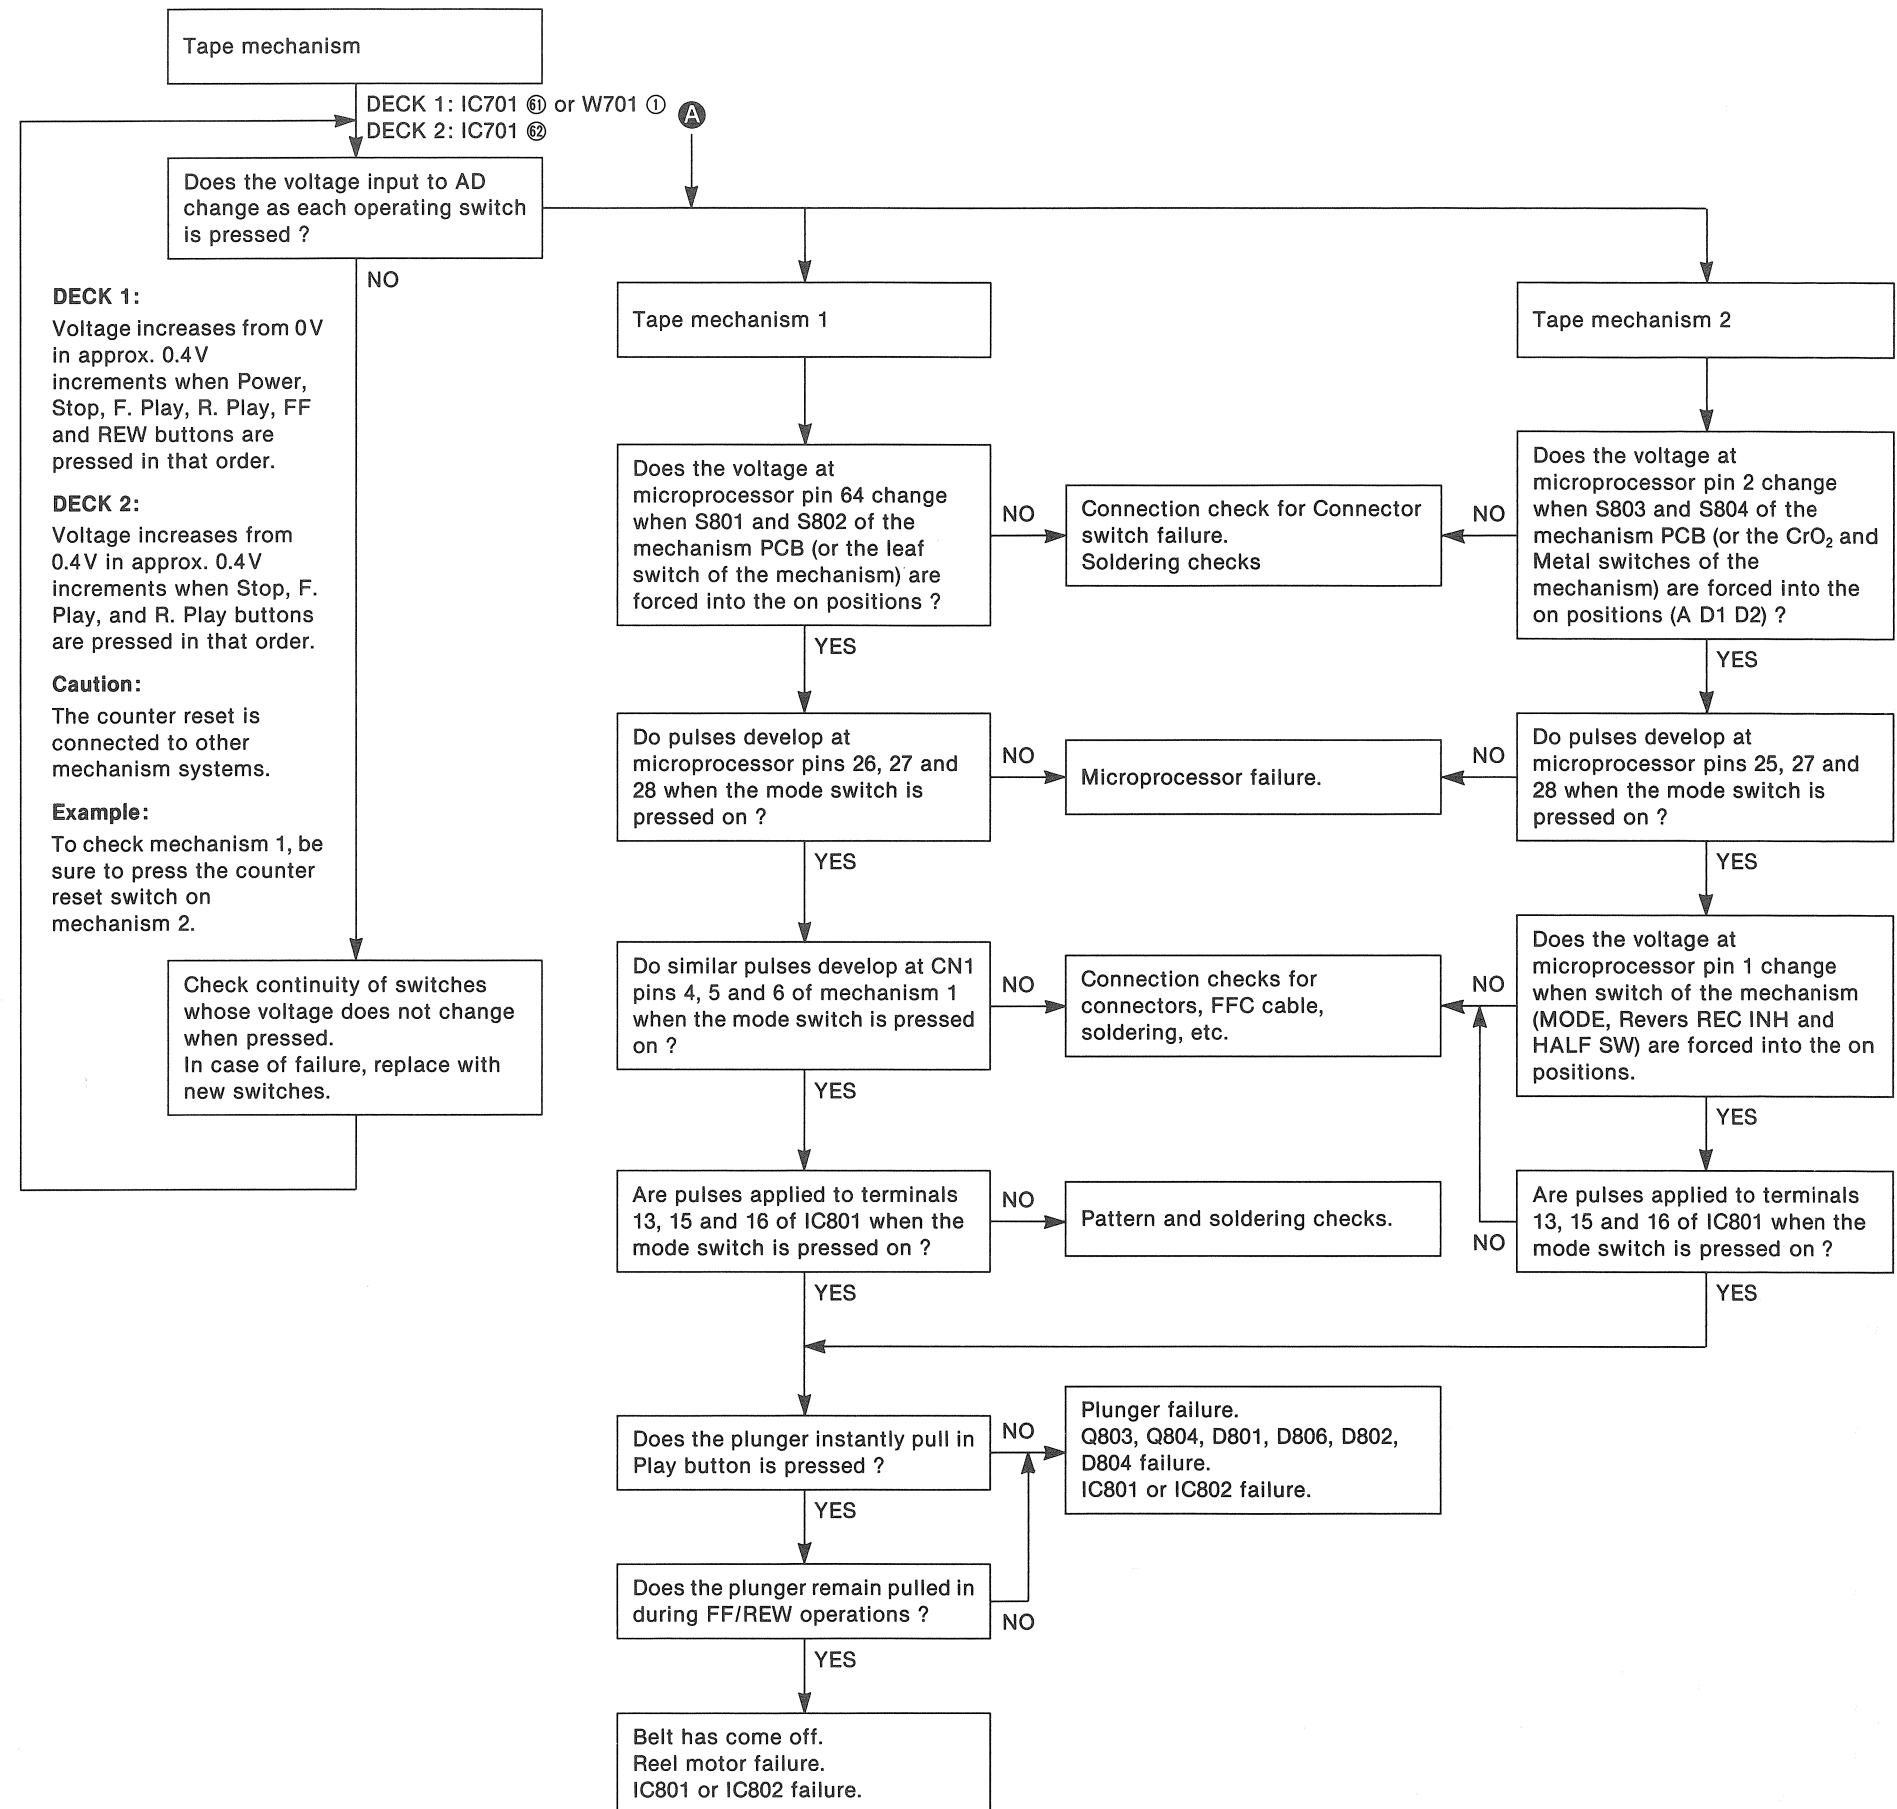 Tape mechanism
DECK 1: IC701 ㊿+11 or W701 ①
DECK 2: IC701
A
Does the voltage input to AD
change as each operating switch
is pressed ?
NO
DECK 1:
Voltage increases from 0V
in approx. 0.4V
increments when Power,
Stop, F. Play, R. Play, FF
and REW buttons are
pressed in that order.
DECK 2:
Voltage increases from
0.4V in approx. 0.4V
increments when Stop, F.
Play, and R. Play buttons
are pressed in that order.
Caution:
The counter reset is
connected to other
mechanism systems.
Example:
To check mechanism 1, be
sure to press the counter
reset switch on
mechanism 2.
Check continuity of switches
whose voltage does not change
when pressed.
In case of failure, replace with
new switches.
Tape mechanism 1
Does the voltage at
microprocessor pin 64 change
when S801 and S802 of the
mechanism PCB (or the leaf
switch of the mechanism) are
forced into the on positions ?
NO
Connection check for Connector
switch failure.
Soldering checks
YES
Do pulses develop at
microprocessor pins 26, 27 and
28 when the mode switch is
pressed on ?
NO
Microprocessor failure.
YES
Do similar pulses develop at CN1
pins 4, 5 and 6 of mechanism 1
when the mode switch is pressed
on ?
NO
Connection checks for
connectors, FFC cable,
soldering, etc.
YES
Are pulses applied to terminals
13, 15 and 16 of IC801 when the
mode switch is pressed on ?
NO
Pattern and soldering checks.
YES
Tape mechanism 2
Does the voltage at
microprocessor pin 2 change
when S803 and S804 of the
mechanism PCB (or the CrO₂ and
Metal switches of the
mechanism) are forced into the
on positions (A D1 D2) ?
NO
YES
Do pulses develop at
microprocessor pins 25, 27 and
28 when the mode switch is
pressed on ?
NO
YES
Does the voltage at
microprocessor pin 1 change
when switch of the mechanism
(MODE, Revers REC INH and
HALF SW) are forced into the on
positions.
NO
YES
Are pulses applied to terminals
13, 15 and 16 of IC801 when the
mode switch is pressed on ?
NO
YES
Does the plunger instantly pull in
Play button is pressed ?
NO
Plunger failure.
Q803, Q804, D801, D806, D802,
D804 failure.
IC801 or IC802 failure.
YES
Does the plunger remain pulled in
during FF/REW operations ?
NO
YES
Belt has come off.
Reel motor failure.
IC801 or IC802 failure.